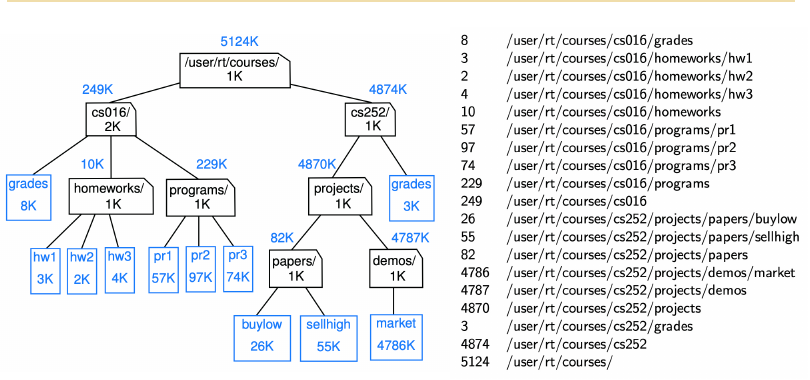 5124K
/user/rt/courses/
1K
249K
4874K
cs016/
2K
cs252/
1K
10K
229K
4870K
grades
8K
homeworks/
1K
programs/
1K
projects/
1K
grades
3K
82K
4787K
hw1
3K
hw2
2K
hw3
4K
pr1
57K
pr2
97K
pr3
74K
papers/
1K
demos/
1K
buylow
26K
sellhigh
55K
market
4786K
8 /user/rt/courses/cs016/grades
3 /user/rt/courses/cs016/homeworks/hw1
2 /user/rt/courses/cs016/homeworks/hw2
4 /user/rt/courses/cs016/homeworks/hw3
10 /user/rt/courses/cs016/homeworks
57 /user/rt/courses/cs016/programs/pr1
97 /user/rt/courses/cs016/programs/pr2
74 /user/rt/courses/cs016/programs/pr3
229 /user/rt/courses/cs016/programs
249 /user/rt/courses/cs016
26 /user/rt/courses/cs252/projects/papers/buylow
55 /user/rt/courses/cs252/projects/papers/sellhigh
82 /user/rt/courses/cs252/projects/papers
4786 /user/rt/courses/cs252/projects/demos/market
4787 /user/rt/courses/cs252/projects/demos
4870 /user/rt/courses/cs252/projects
3 /user/rt/courses/cs252/grades
4874 /user/rt/courses/cs252
5124 /user/rt/courses/